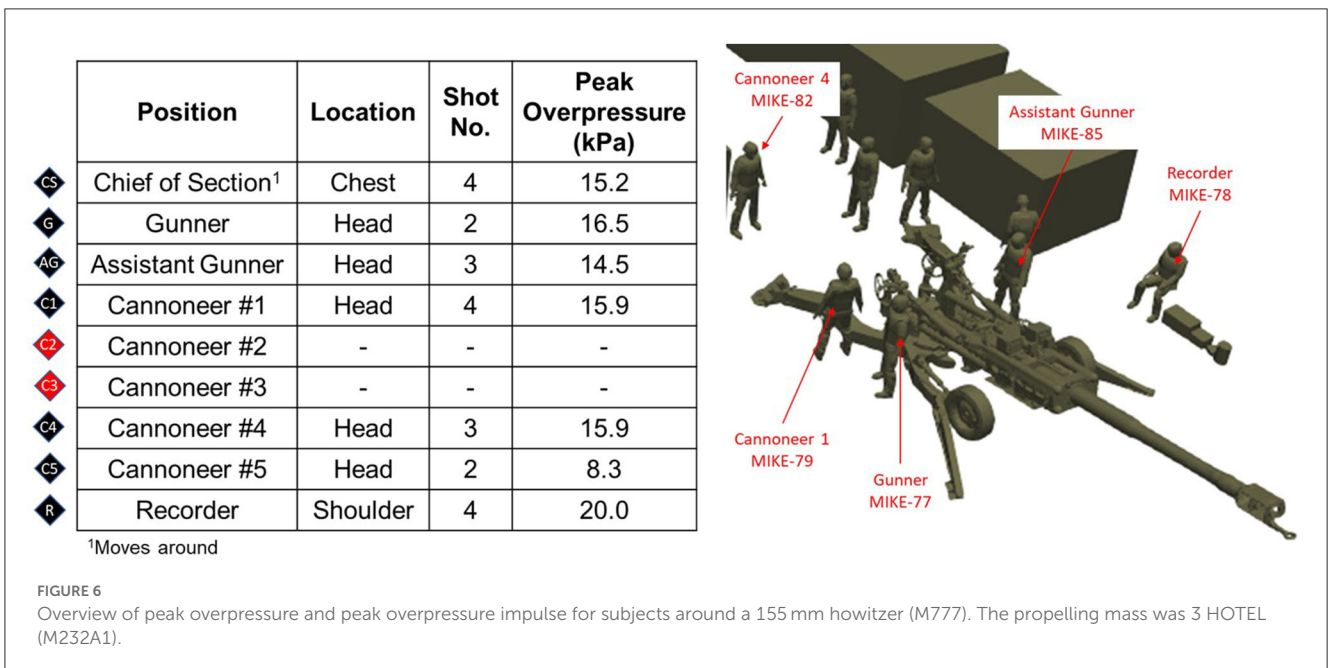 Position Location Shot No. Peak Overpressure (kPa)
CS Chief of Section¹ Chest 4 15.2
G Gunner Head 2 16.5
AG Assistant Gunner Head 3 14.5
C1 Cannoneer #1 Head 4 15.9
C2 Cannoneer #2 - - -
C3 Cannoneer #3 - - -
C4 Cannoneer #4 Head 3 15.9
C5 Cannoneer #5 Head 2 8.3
R Recorder Shoulder 4 20.0
¹Moves around
Cannoneer 4
MIKE-82
Assistant Gunner
MIKE-85
Recorder
MIKE-78
Cannoneer 1
MIKE-79
Gunner
MIKE-77
FIGURE 6
Overview of peak overpressure and peak overpressure impulse for subjects around a 155 mm howitzer (M777). The propelling mass was 3 HOTEL
(M232A1).